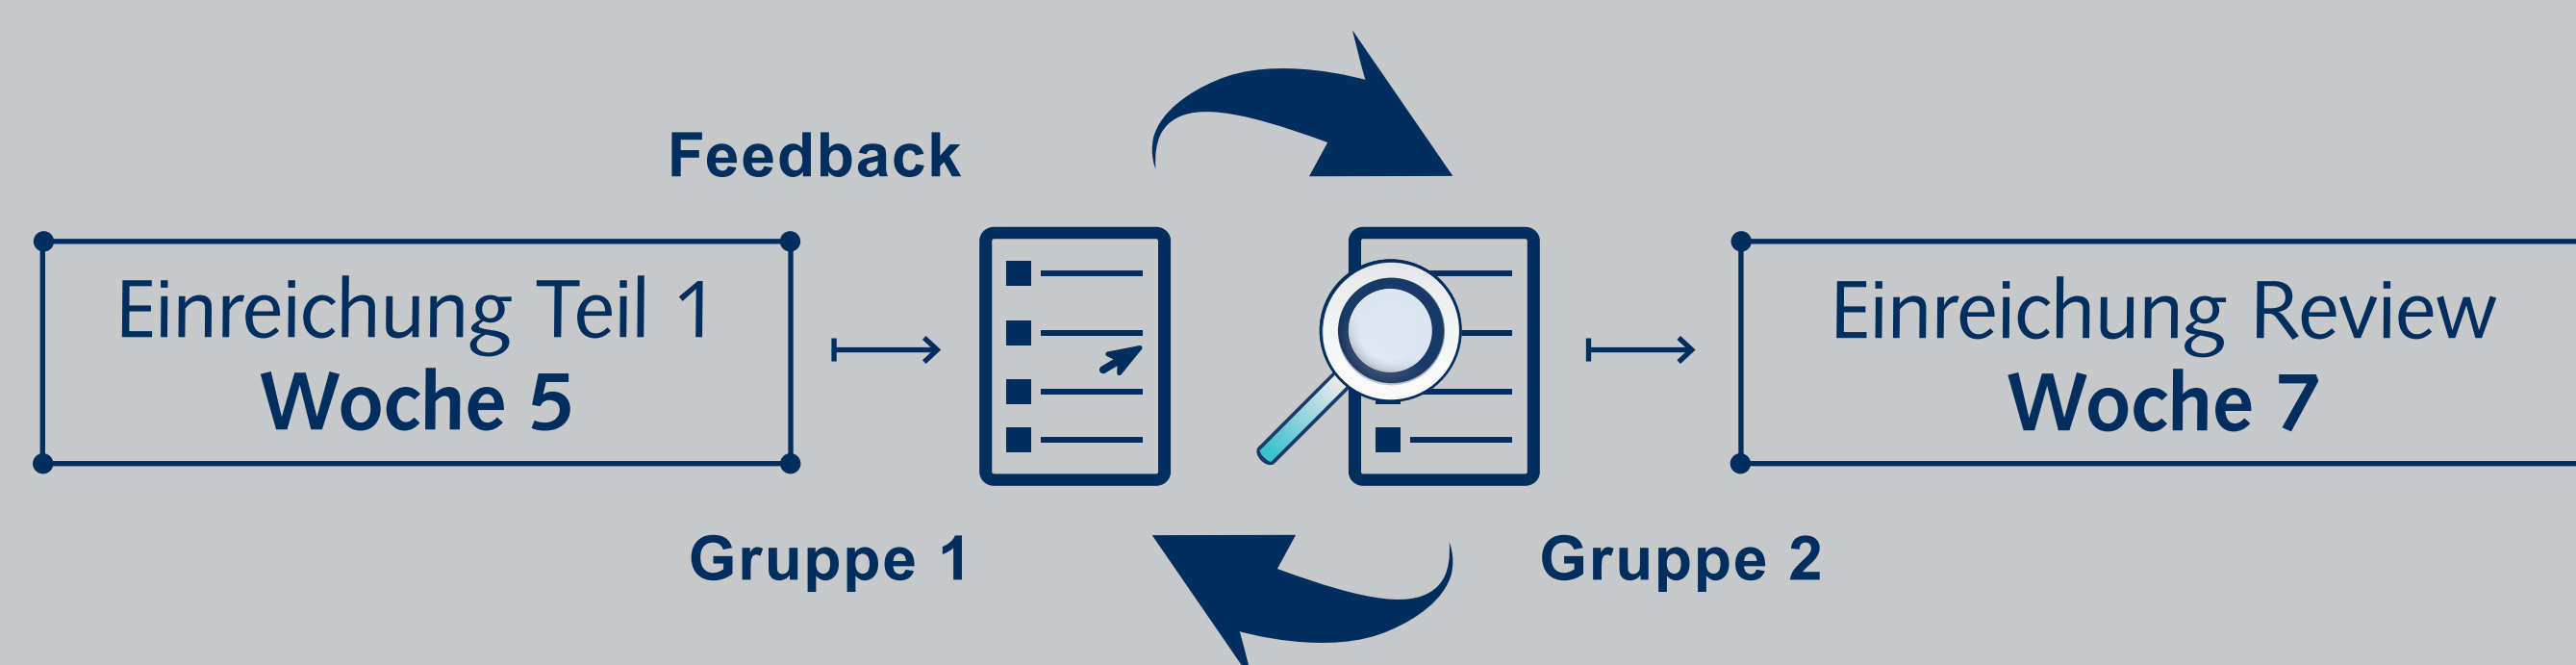 Feedback
Einreichung Teil 1
Woche 5
Einreichung Review
Woche 7
Gruppe 1
Gruppe 2